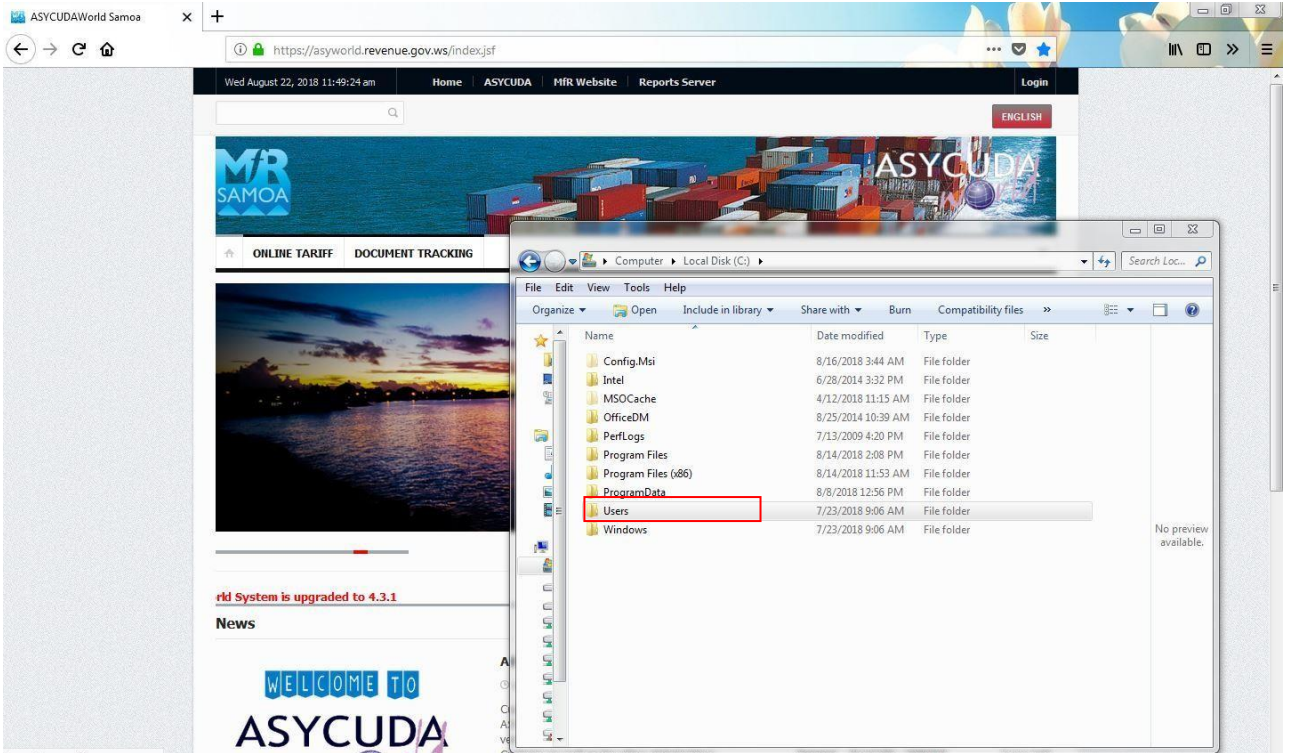 ASYCUDAWorld Samoa
https://asyworld.revenue.gov.ws/index.jsf
Wed August 22, 2018 11:49:24 am Home ASYCUDA MfR Website Reports Server Login
ENGLISH
MfR
SAMOA
ASYCUDA
WORLD
ONLINE TARIFF DOCUMENT TRACKING
Computer Local Disk (C:) Search Loc...
File Edit View Tools Help
Organize Open Include in library Share with Burn Compatibility files »
Name Date modified Type Size
Config.Msi 8/16/2018 3:44 AM File folder
Intel 6/28/2014 3:32 PM File folder
MSOCache 4/12/2018 11:15 AM File folder
OfficeDM 8/25/2014 10:39 AM File folder
PerfLogs 7/13/2009 4:20 PM File folder
Program Files 8/14/2018 2:08 PM File folder
Program Files (x86) 8/14/2018 11:53 AM File folder
ProgramData 8/8/2018 12:56 PM File folder
Users 7/23/2018 9:06 AM File folder
Windows 7/23/2018 9:06 AM File folder
No preview
available.
rld System is upgraded to 4.3.1
News
WELCOME TO
ASYCUDA